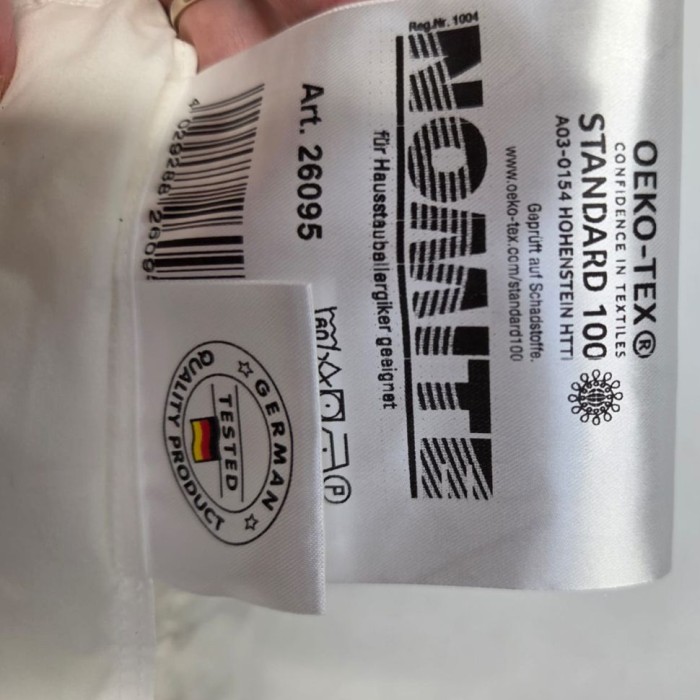 OEKO-TEX®
CONFIDENCE IN TEXTILES
STANDARD 100
A03-0154 HOHENSTEIN HTTI
Geprüft auf Schadstoffe.
www.oeko-tex.com/standard100
Reg.Nr. 1004
NOMITE
für Hausstauballergiker geeignet
Art. 26095
P
GERMAN
TESTED
QUALITY PRODUCT